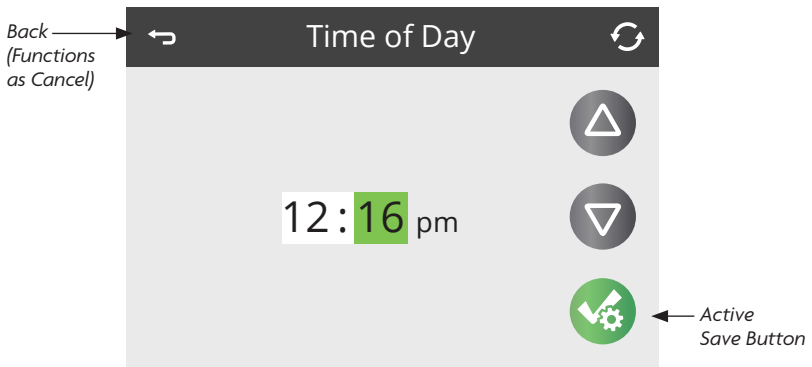 Back
(Functions
as Cancel)
Time of Day
12:16 pm
Active
Save Button